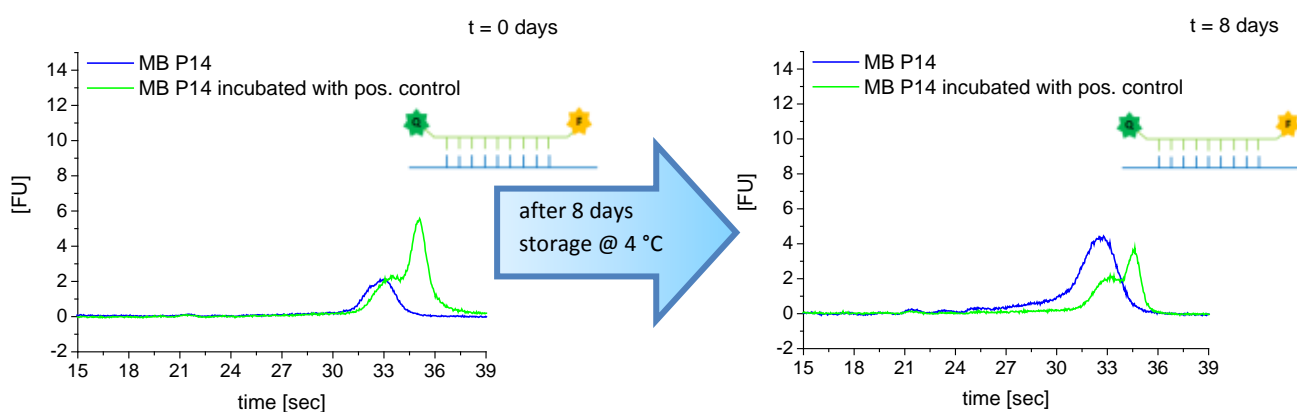 t = 0 days
MB P14
MB P14 incubated with pos. control
14
12
10
8
6
4
2
0
-2
[FU]
Q
F
15 18 21 24 27 30 33 36 39
time [sec]
after 8 days
storage @ 4 °C
t = 8 days
MB P14
MB P14 incubated with pos. control
14
12
10
8
6
4
2
0
-2
[FU]
Q
F
15 18 21 24 27 30 33 36 39
time [sec]